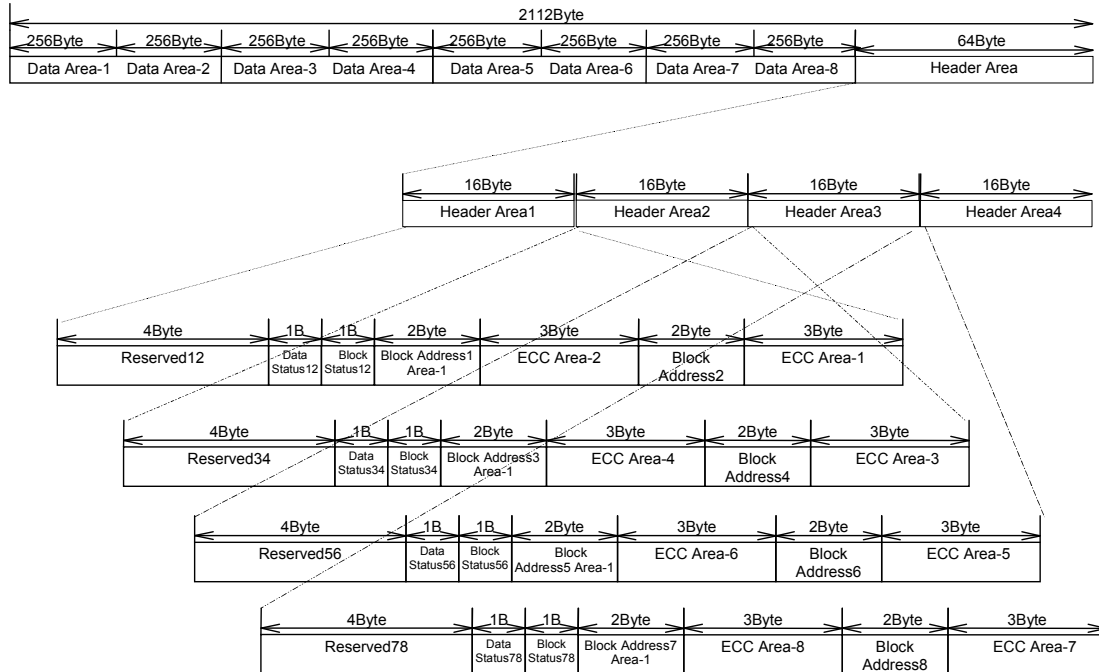 2112Byte
256Byte 256Byte 256Byte 256Byte 256Byte 256Byte 256Byte 256Byte 64Byte
Data Area-1 Data Area-2 Data Area-3 Data Area-4 Data Area-5 Data Area-6 Data Area-7 Data Area-8 Header Area
16Byte 16Byte 16Byte 16Byte
Header Area1 Header Area2 Header Area3 Header Area4
4Byte 1B 1B 2Byte 3Byte 2Byte 3Byte
Reserved12 Data Block Block Address1 ECC Area-2 Block ECC Area-1
Status12 Status12 Area-1 Address2
4Byte 1B 1B 2Byte 3Byte 2Byte 3Byte
Reserved34 Data Block Block Address3 ECC Area-4 Block ECC Area-3
Status34 Status34 Area-1 Address4
4Byte 1B 1B 2Byte 3Byte 2Byte 3Byte
Reserved56 Data Block Block ECC Area-6 Block ECC Area-5
Status56 Status56 Address5 Area-1 Address6
4Byte 1B 1B 2Byte 3Byte 2Byte 3Byte
Reserved78 Data Block Block Address7 ECC Area-8 Block ECC Area-7
Status78 Status78 Area-1 Address8